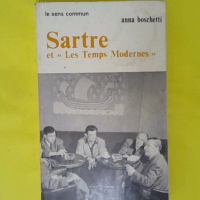 le sens commun
anna boschetti
Sartre
et « Les Temps Modernes »